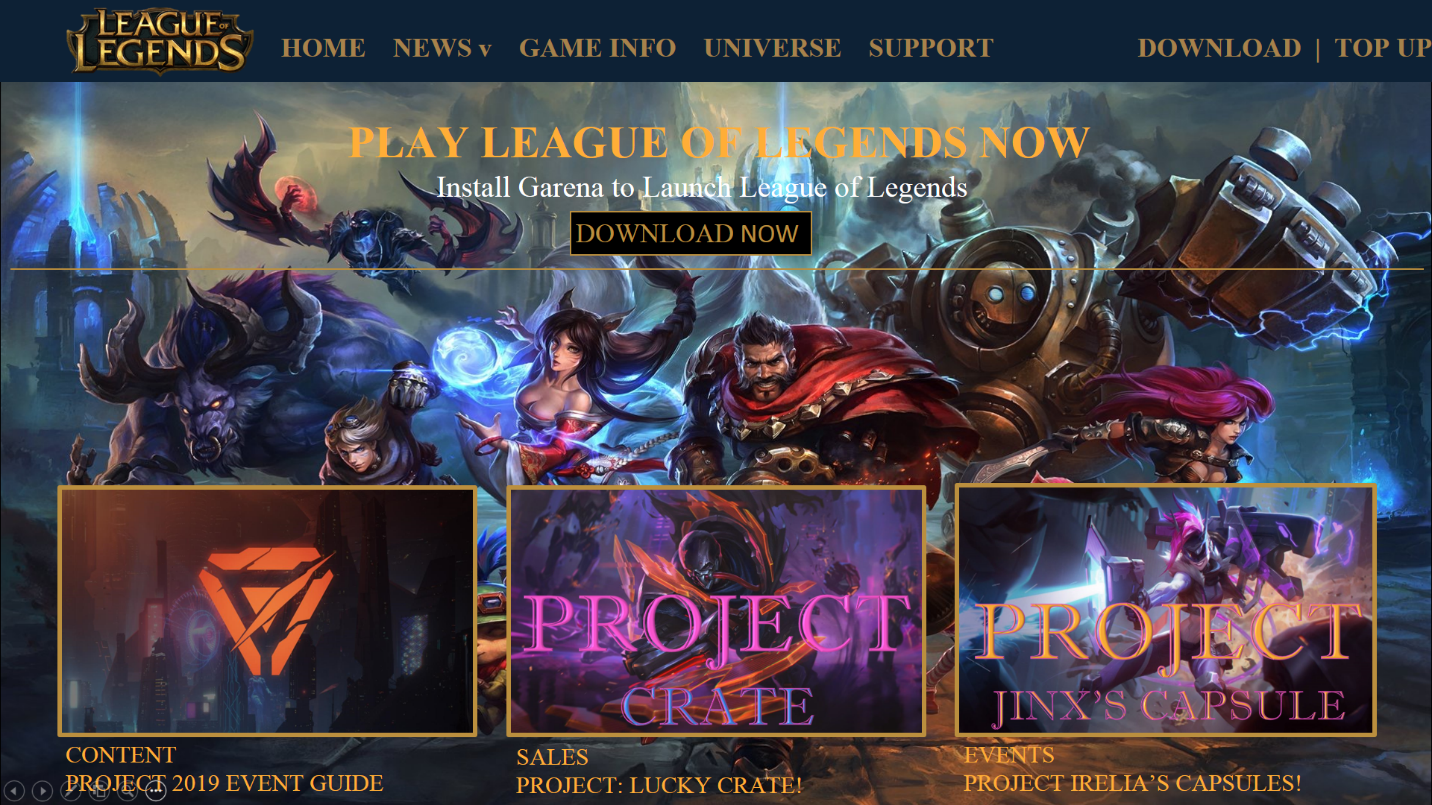 LEAGUE OF LEGENDS
HOME NEWS v GAME INFO UNIVERSE SUPPORT DOWNLOAD | TOP UP
PLAY LEAGUE OF LEGENDS NOW
Install Garena to Launch League of Legends
DOWNLOAD NOW
PROJECT
CRATE
PROJECT
JINX'S CAPSULE
CONTENT
PROJECT 2019 EVENT GUIDE
SALES
PROJECT: LUCKY CRATE!
EVENTS
PROJECT IRELIA'S CAPSULES!